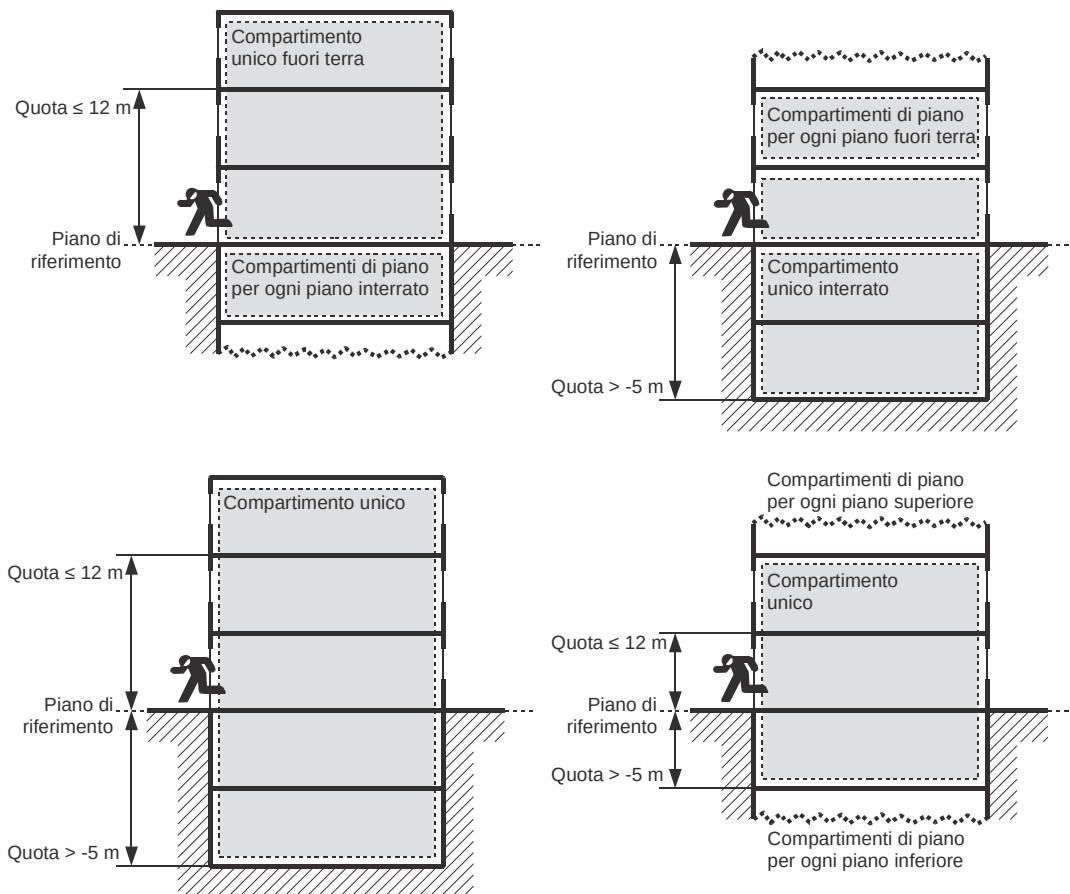 Compartimento
unico fuori terra
Quota ≤ 12 m
Piano di
riferimento
Compartimenti di piano
per ogni piano interrato
Compartimenti di piano
per ogni piano fuori terra
Piano di
riferimento
Compartimento
unico interrato
Quota > -5 m
Compartimento unico
Quota ≤ 12 m
Piano di
riferimento
Quota > -5 m
Compartimenti di piano
per ogni piano superiore
Compartimento
unico
Quota ≤ 12 m
Piano di
riferimento
Quota > -5 m
Compartimenti di piano
per ogni piano inferiore